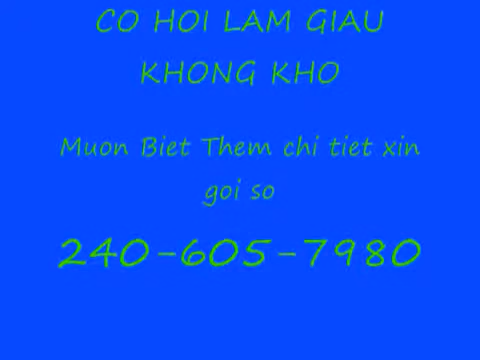 CO HOI LAM GIAU
KHONG KHO
Muon Biet Them chi tiet xin
goi so
240-605-7980